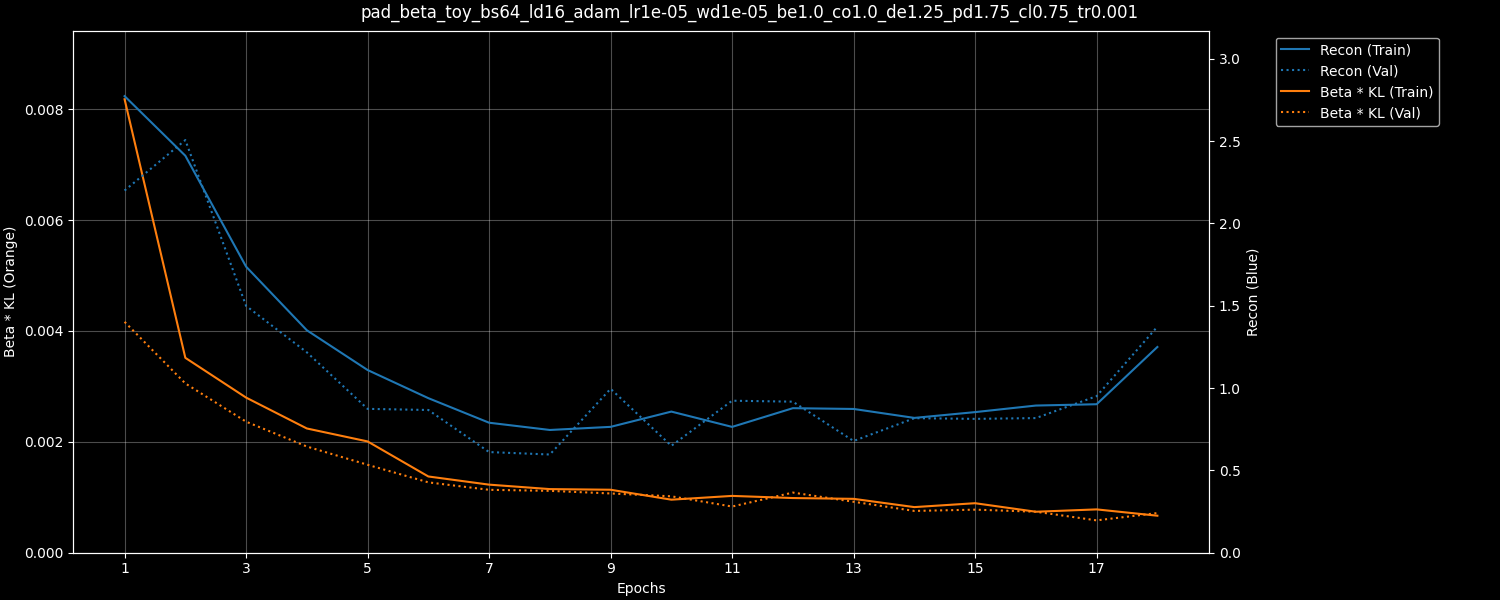 pad_beta_toy_bs64_ld16_adam_lr1e-05_wd1e-05_be1.0_co1.0_de1.25_pd1.75_cl0.75_tr0.001
Recon (Train)
Recon (Val)
Beta * KL (Train)
Beta * KL (Val)
Beta * KL (Orange)
0.008
0.006
0.004
0.002
0.000
3.0
2.5
2.0
1.5
1.0
0.5
0.0
Recon (Blue)
1 3 5 7 9 11 13 15 17
Epochs